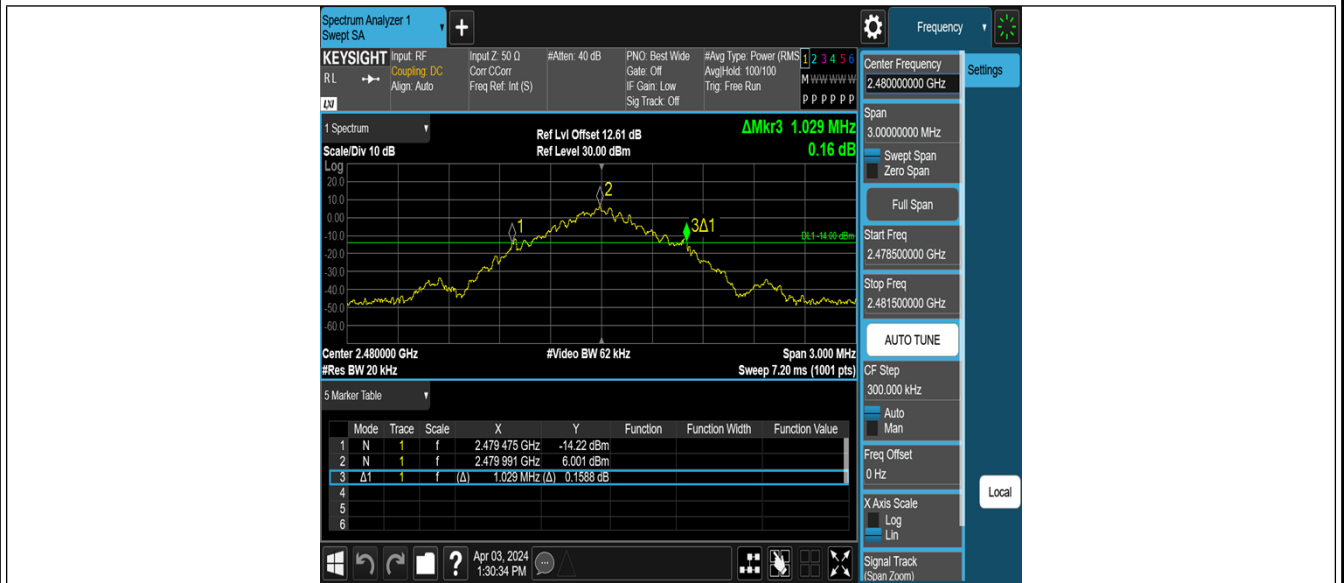 Spectrum Analyzer 1
Swept SA
+
Frequency
KEYSIGHT
RL
LXI
Input: RF
Coupling: DC
Align: Auto
Input Z: 50 Ω
Corr CCorr
Freq Ref: Int (S)
#Atten: 40 dB
PNO: Best Wide
Gate: Off
IF Gain: Low
Sig Track: Off
#Avg Type: Power (RMS
Avg|Hold: 100/100
Trig: Free Run
1 2 3 4 5 6
M W W W W W
P P P P P P
1 Spectrum
Scale/Div 10 dB
Ref Lvl Offset 12.61 dB
Ref Level 30.00 dBm
ΔMkr3 1.029 MHz
0.16 dB
Log
20.0
10.0
0.00
-10.0
-20.0
-30.0
-40.0
-50.0
-60.0
1
2
3Δ1
DL1 -14.00 dBm
Center 2.480000 GHz
#Res BW 20 kHz
#Video BW 62 kHz
Span 3.000 MHz
Sweep 7.20 ms (1001 pts)
5 Marker Table
Mode Trace Scale X Y Function Function Width Function Value
1 N 1 f 2.479 475 GHz -14.22 dBm
2 N 1 f 2.479 991 GHz 6.001 dBm
3 Δ1 1 f (Δ) 1.029 MHz (Δ) 0.1588 dB
4
5
6
?
Apr 03, 2024
1:30:34 PM
Center Frequency
2.480000000 GHz
Span
3.00000000 MHz
Swept Span
Zero Span
Full Span
Start Freq
2.478500000 GHz
Stop Freq
2.481500000 GHz
AUTO TUNE
CF Step
300.000 kHz
Auto
Man
Freq Offset
0 Hz
X Axis Scale
Log
Lin
Signal Track
(Span Zoom)
Settings
Local